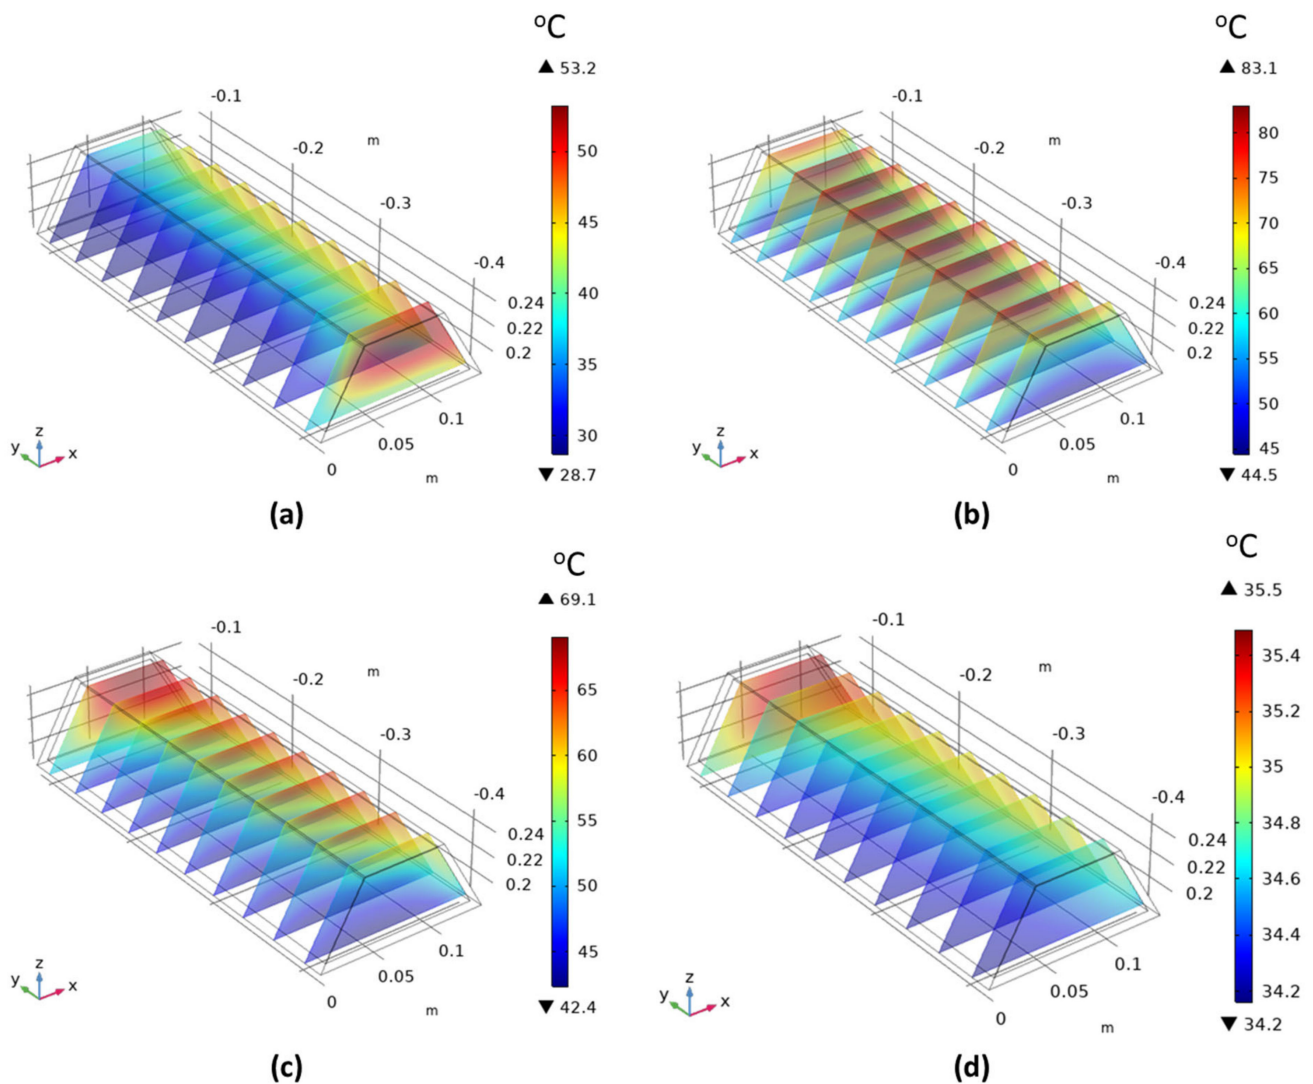 °C
▲ 53.2
-0.1
m
-0.2
50
-0.3
45
-0.4
40
0.24
0.22
0.2
35
0.1
30
z
y
x
0.05
0
m
▼ 28.7
(a)
°C
▲ 83.1
-0.1
m
80
-0.2
75
-0.3
70
-0.4
65
0.24
0.22
60
0.2
55
0.1
50
z
y
x
0.05
45
0
m
▼ 44.5
(b)
°C
▲ 69.1
-0.1
m
-0.2
65
-0.3
60
-0.4
55
0.24
0.22
0.2
50
0.1
45
z
y
x
0.05
0
m
▼ 42.4
(c)
°C
▲ 35.5
-0.1
m
35.4
-0.2
35.2
-0.3
35
-0.4
34.8
0.24
0.22
34.6
0.2
0.1
34.4
z
y
x
0.05
34.2
0
m
▼ 34.2
(d)